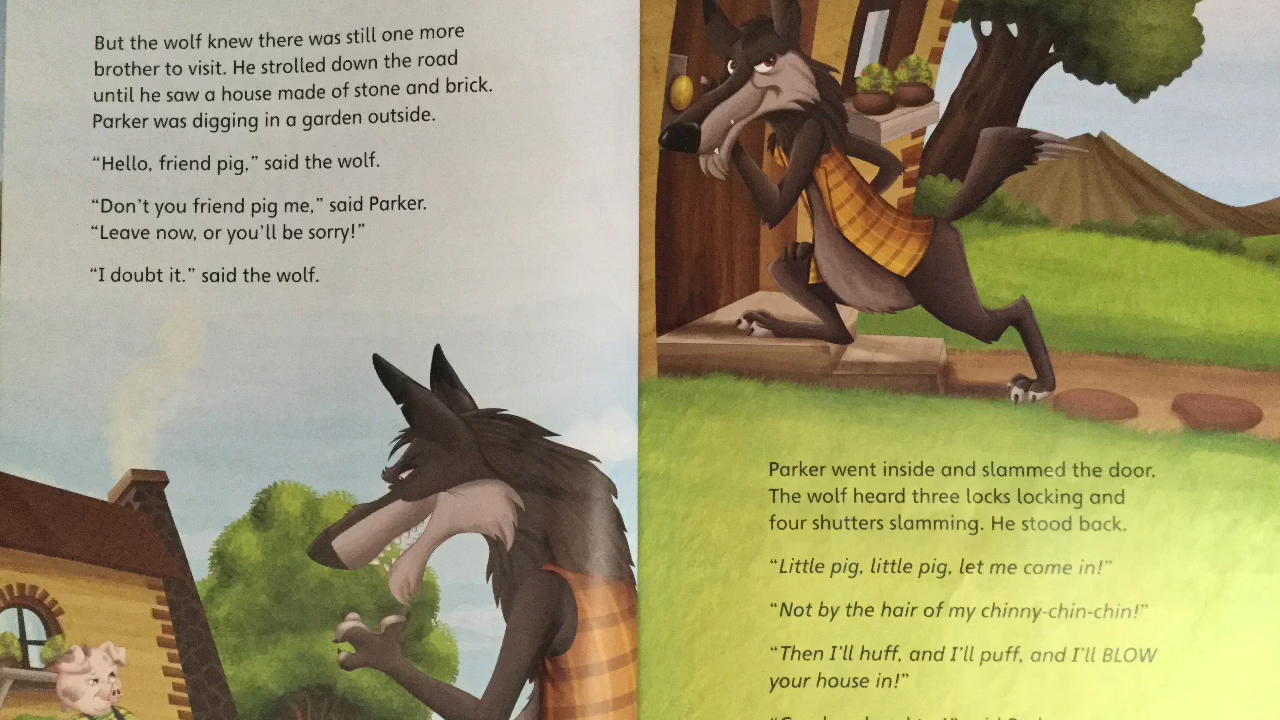 But the wolf knew there was still one more
brother to visit. He strolled down the road
until he saw a house made of stone and brick.
Parker was digging in a garden outside.
“Hello, friend pig,” said the wolf.
“Don’t you friend pig me,” said Parker.
“Leave now, or you’ll be sorry!”
“I doubt it.” said the wolf.
Parker went inside and slammed the door.
The wolf heard three locks locking and
four shutters slamming. He stood back.
“Little pig, little pig, let me come in!”
“Not by the hair of my chinny-chin-chin!”
“Then I’ll huff, and I’ll puff, and I’ll BLOW
your house in!”